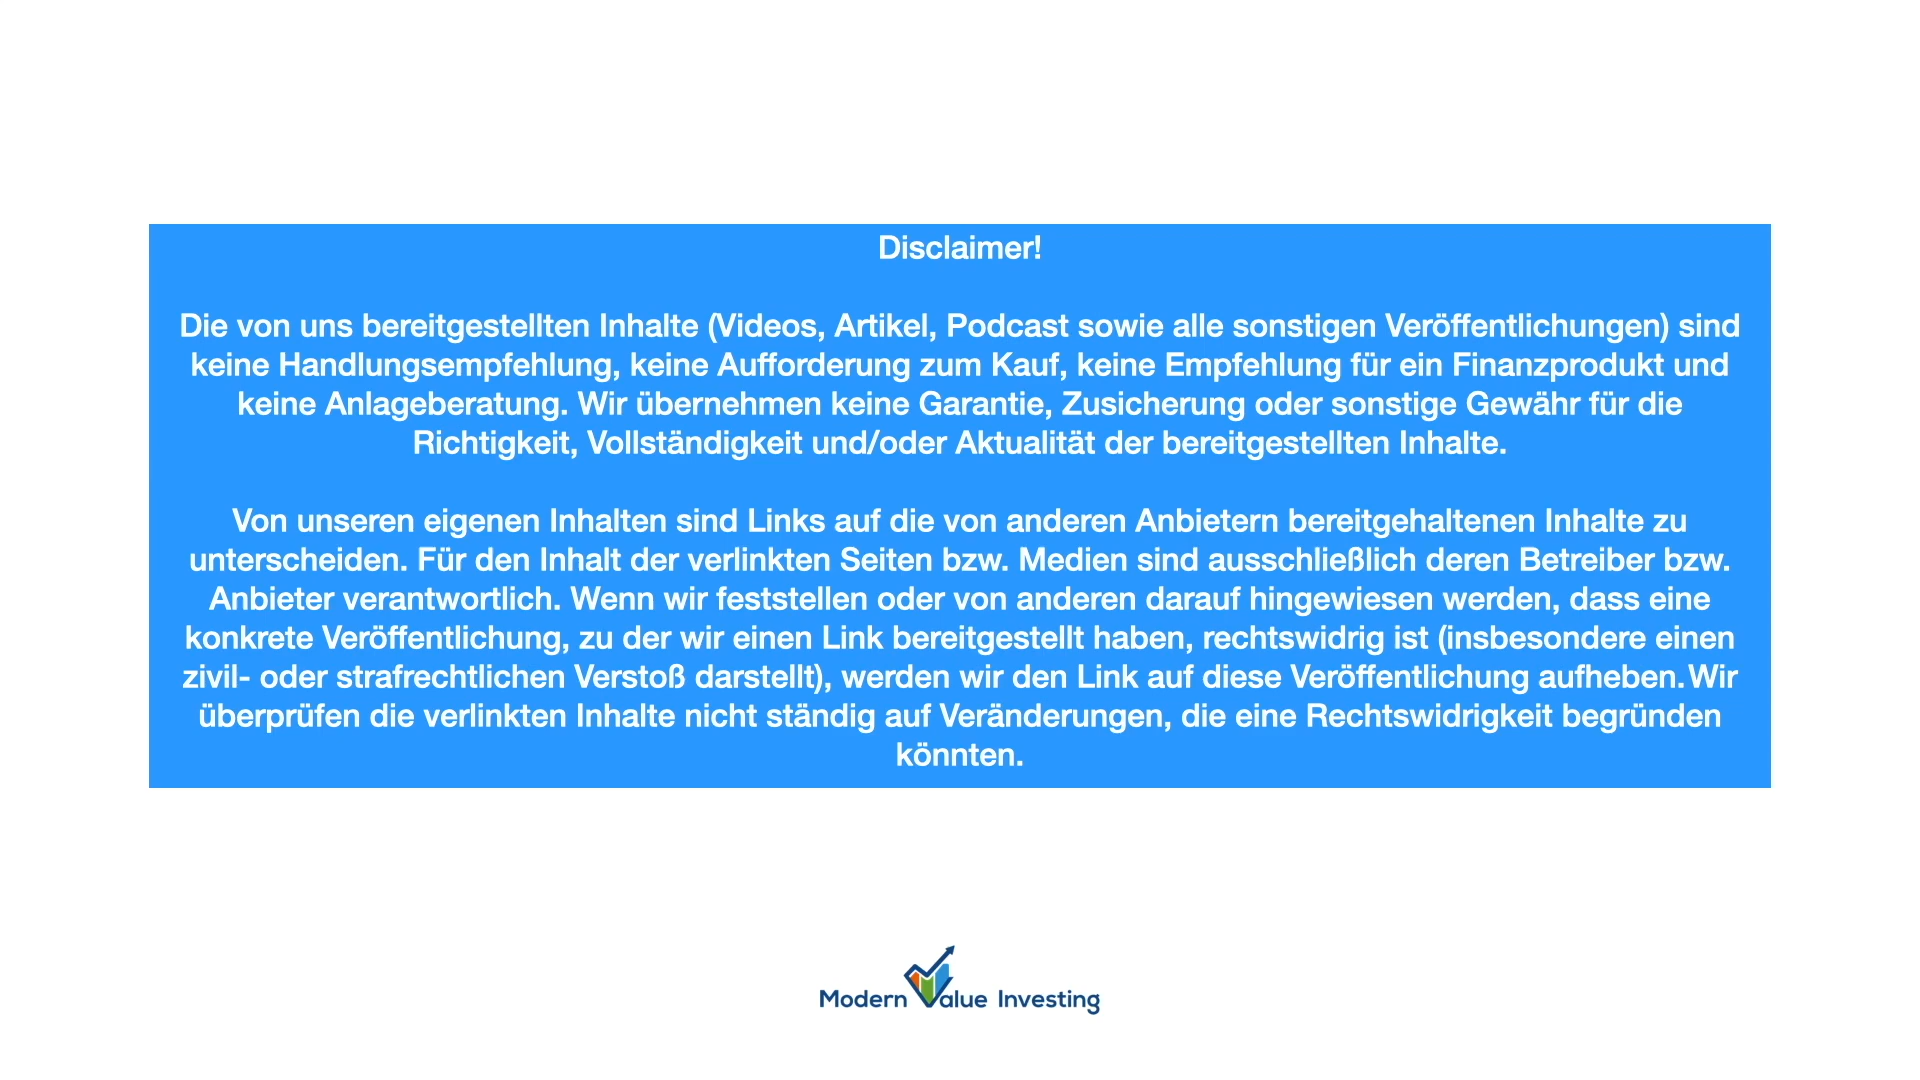 Disclaimer!
Die von uns bereitgestellten Inhalte (Videos, Artikel, Podcast sowie alle sonstigen Veröffentlichungen) sind
keine Handlungsempfehlung, keine Aufforderung zum Kauf, keine Empfehlung für ein Finanzprodukt und
keine Anlageberatung. Wir übernehmen keine Garantie, Zusicherung oder sonstige Gewähr für die
Richtigkeit, Vollständigkeit und/oder Aktualität der bereitgestellten Inhalte.
Von unseren eigenen Inhalten sind Links auf die von anderen Anbietern bereitgehaltenen Inhalte zu
unterscheiden. Für den Inhalt der verlinkten Seiten bzw. Medien sind ausschließlich deren Betreiber bzw.
Anbieter verantwortlich. Wenn wir feststellen oder von anderen darauf hingewiesen werden, dass eine
konkrete Veröffentlichung, zu der wir einen Link bereitgestellt haben, rechtswidrig ist (insbesondere einen
zivil- oder strafrechtlichen Verstoß darstellt), werden wir den Link auf diese Veröffentlichung aufheben. Wir
überprüfen die verlinkten Inhalte nicht ständig auf Veränderungen, die eine Rechtswidrigkeit begründen
könnten.
Modern Value Investing